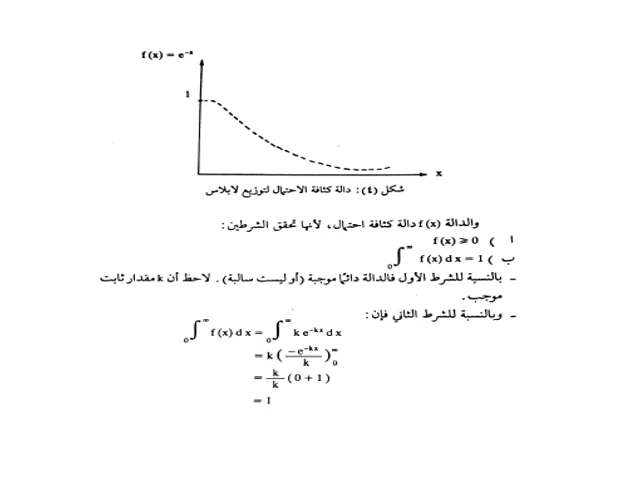 f (x) = e⁻ˣ
1
x
شكل (٤) : دالة كثافة الاحتمال لتوزيع لابلاس
والدالة f (x) دالة كثافة احتمال ، لأنها تحقق الشرطين :
ا ) f (x) ⩾ 0
ب ) ₀∫^∞ f (x) d x = 1
ـ بالنسبة للشرط الأول فالدالة دائمًا موجبة (أو ليست سالبة) . لاحظ أن k مقدار ثابت
موجب .
ـ وبالنسبة للشرط الثاني فإن :
₀∫^∞ f (x) d x = ₀∫^∞ k e^-kx d x
= k ( −e^-kx / k )₀^∞
= k/k ( 0 + 1 )
= 1